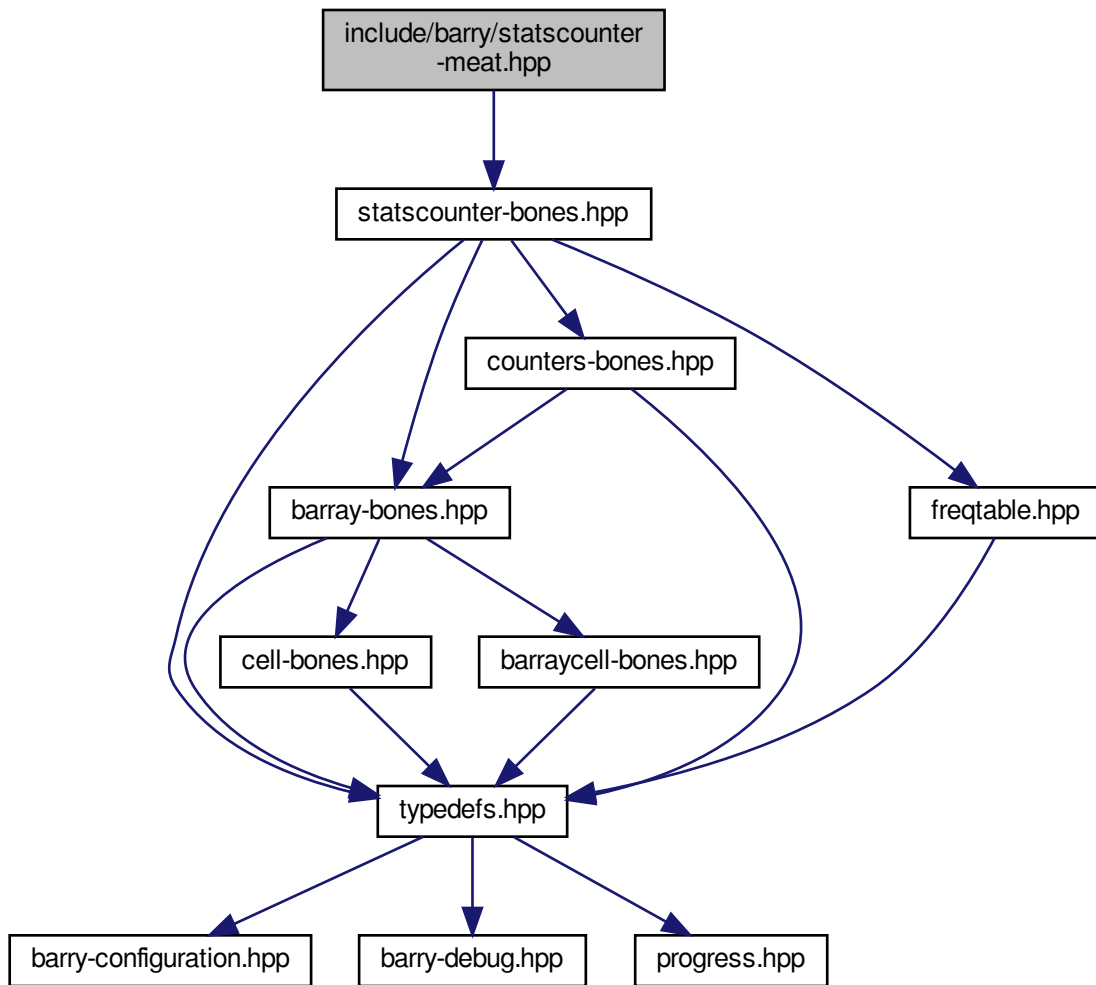 include/barry/statscounter
-meat.hpp
statscounter-bones.hpp
counters-bones.hpp
barray-bones.hpp
freqtable.hpp
cell-bones.hpp
barraycell-bones.hpp
typedefs.hpp
barry-configuration.hpp
barry-debug.hpp
progress.hpp